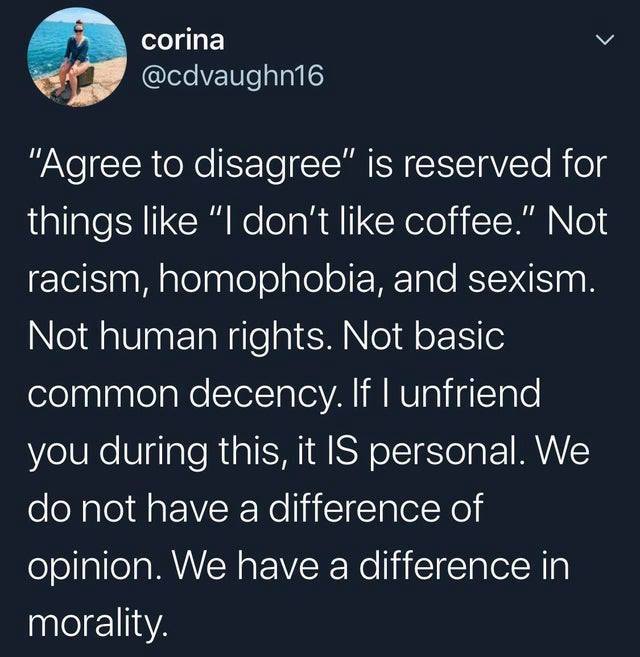 corina
@cdvaughn16
"Agree to disagree" is reserved for
things like "I don't like coffee." Not
racism, homophobia, and sexism.
Not human rights. Not basic
common decency. If I unfriend
you during this, it IS personal. We
do not have a difference of
opinion. We have a difference in
morality.